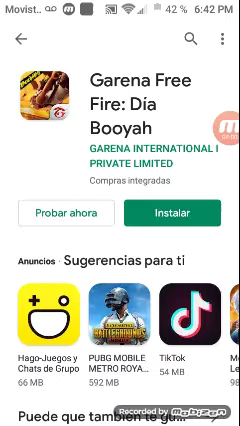 Movist..
42 %
6:42 PM
Garena Free
Fire: Día
Booyah
GARENA INTERNATIONAL I
PRIVATE LIMITED
Compras integradas
Probar ahora
Instalar
Anuncios · Sugerencias para ti
Hago-Juegos y
Chats de Grupo
66 MB
PUBG MOBILE
METRO ROYA...
592 MB
TikTok
54 MB
Puede que también te gu...
Recorded by mobizen